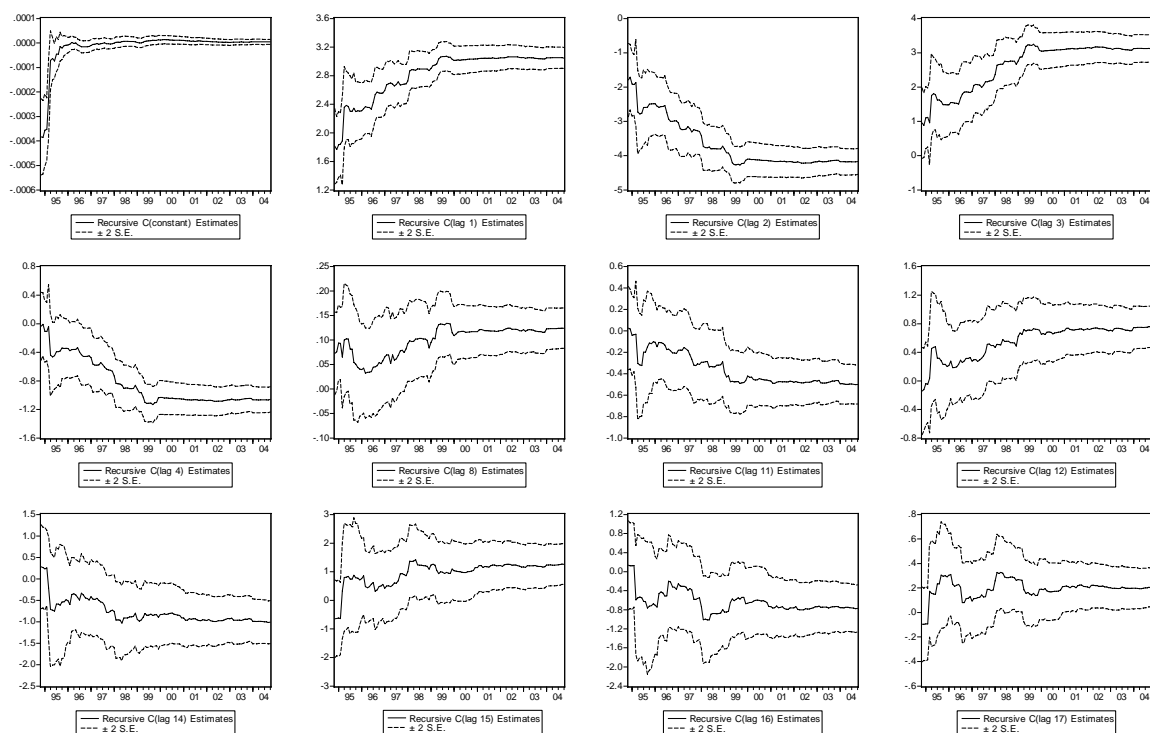 .0001
.0000
-.0001
-.0002
-.0003
-.0004
-.0005
-.0006
95 96 97 98 99 00 01 02 03 04
Recursive C(constant) Estimates
± 2 S.E.
3.6
3.2
2.8
2.4
2.0
1.6
1.2
95 96 97 98 99 00 01 02 03 04
Recursive C(lag 1) Estimates
± 2 S.E.
0
-1
-2
-3
-4
-5
95 96 97 98 99 00 01 02 03 04
Recursive C(lag 2) Estimates
± 2 S.E.
4
3
2
1
0
-1
95 96 97 98 99 00 01 02 03 04
Recursive C(lag 3) Estimates
± 2 S.E.
0.8
0.4
0.0
-0.4
-0.8
-1.2
-1.6
95 96 97 98 99 00 01 02 03 04
Recursive C(lag 4) Estimates
± 2 S.E.
.25
.20
.15
.10
.05
.00
-.05
-.10
95 96 97 98 99 00 01 02 03 04
Recursive C(lag 8) Estimates
± 2 S.E.
0.6
0.4
0.2
0.0
-0.2
-0.4
-0.6
-0.8
-1.0
95 96 97 98 99 00 01 02 03 04
Recursive C(lag 11) Estimates
± 2 S.E.
1.6
1.2
0.8
0.4
0.0
-0.4
-0.8
95 96 97 98 99 00 01 02 03 04
Recursive C(lag 12) Estimates
± 2 S.E.
1.5
1.0
0.5
0.0
-0.5
-1.0
-1.5
-2.0
-2.5
95 96 97 98 99 00 01 02 03 04
Recursive C(lag 14) Estimates
± 2 S.E.
3
2
1
0
-1
-2
-3
95 96 97 98 99 00 01 02 03 04
Recursive C(lag 15) Estimates
± 2 S.E.
1.2
0.8
0.4
0.0
-0.4
-0.8
-1.2
-1.6
-2.0
-2.4
95 96 97 98 99 00 01 02 03 04
Recursive C(lag 16) Estimates
± 2 S.E.
.8
.6
.4
.2
.0
-.2
-.4
-.6
95 96 97 98 99 00 01 02 03 04
Recursive C(lag 17) Estimates
± 2 S.E.